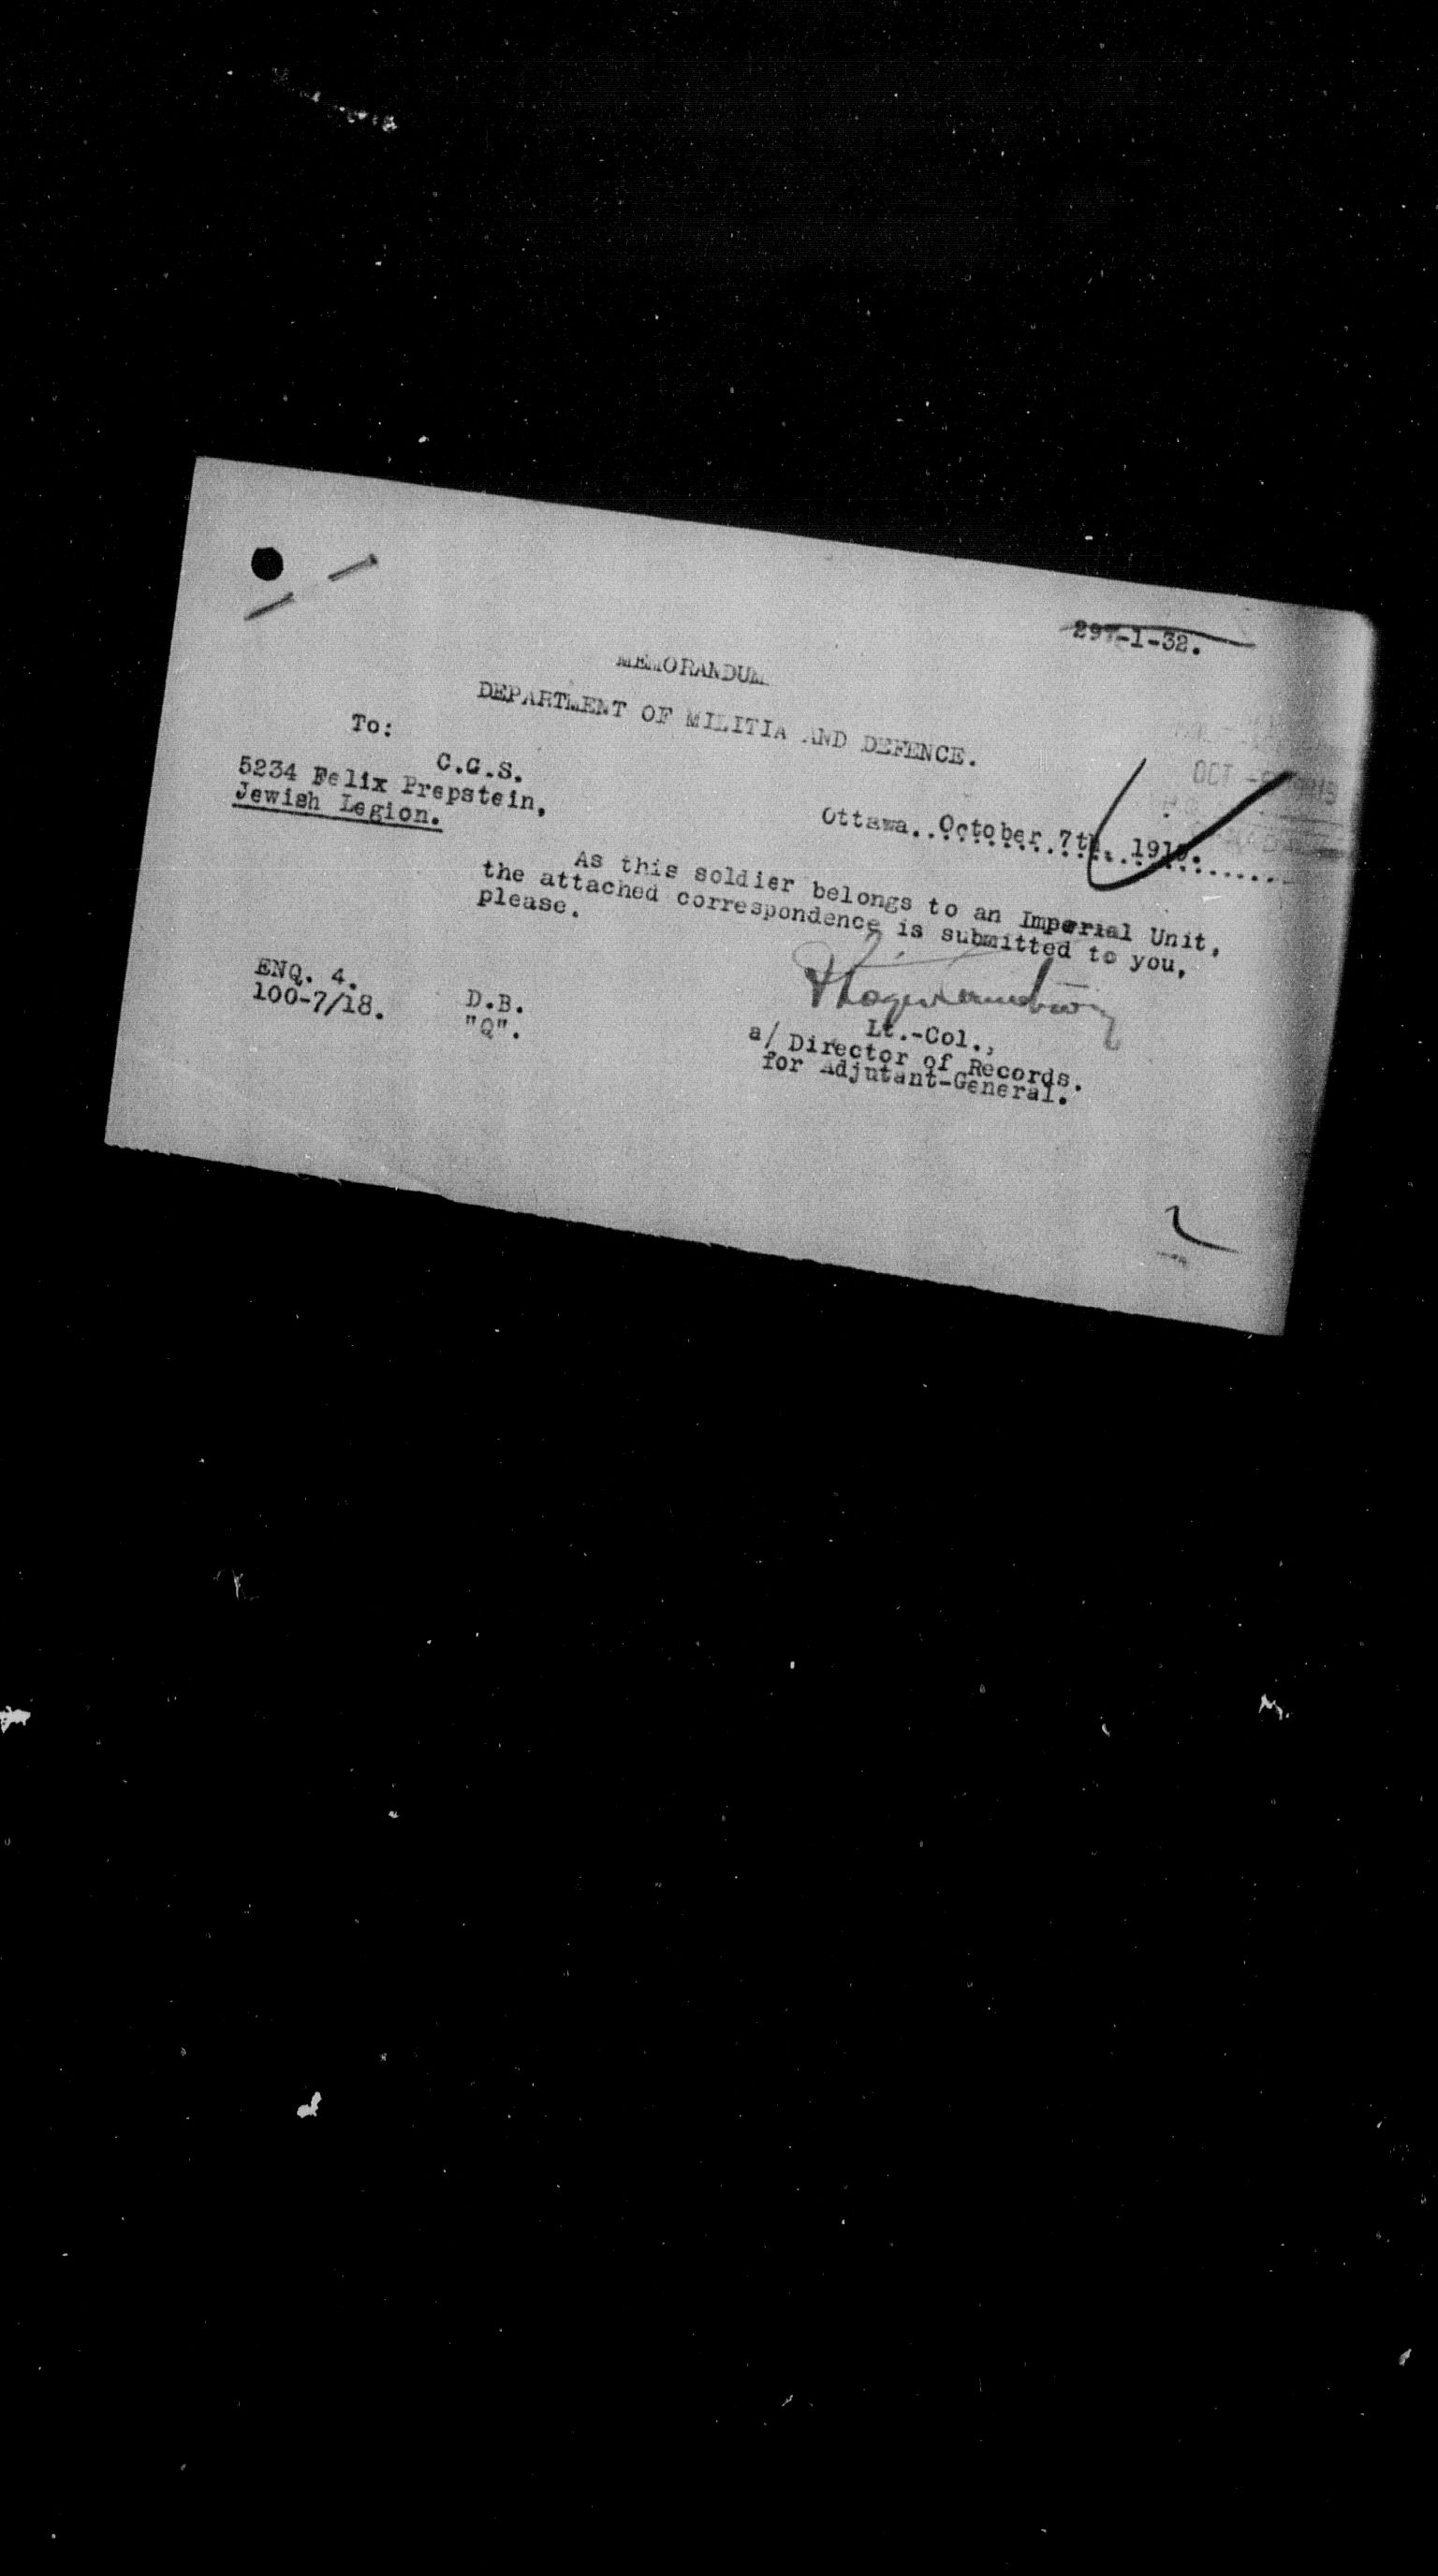 297-1-32.
MEMORANDUM
DEPARTMENT OF MILITIA AND DEFENCE.
To:
C.G.S.
5234 Felix Prepstein,
Jewish Legion.
Ottawa..October 7th,
As this soldier belongs to an Imperial Unit,
the attached correspondence is submitted to you,
please.
ENQ. 4.
100-7/18.
D.B.
"Q".
Lt.-Col.,
a/ Director of Records.
for Adjutant-General.
OCT